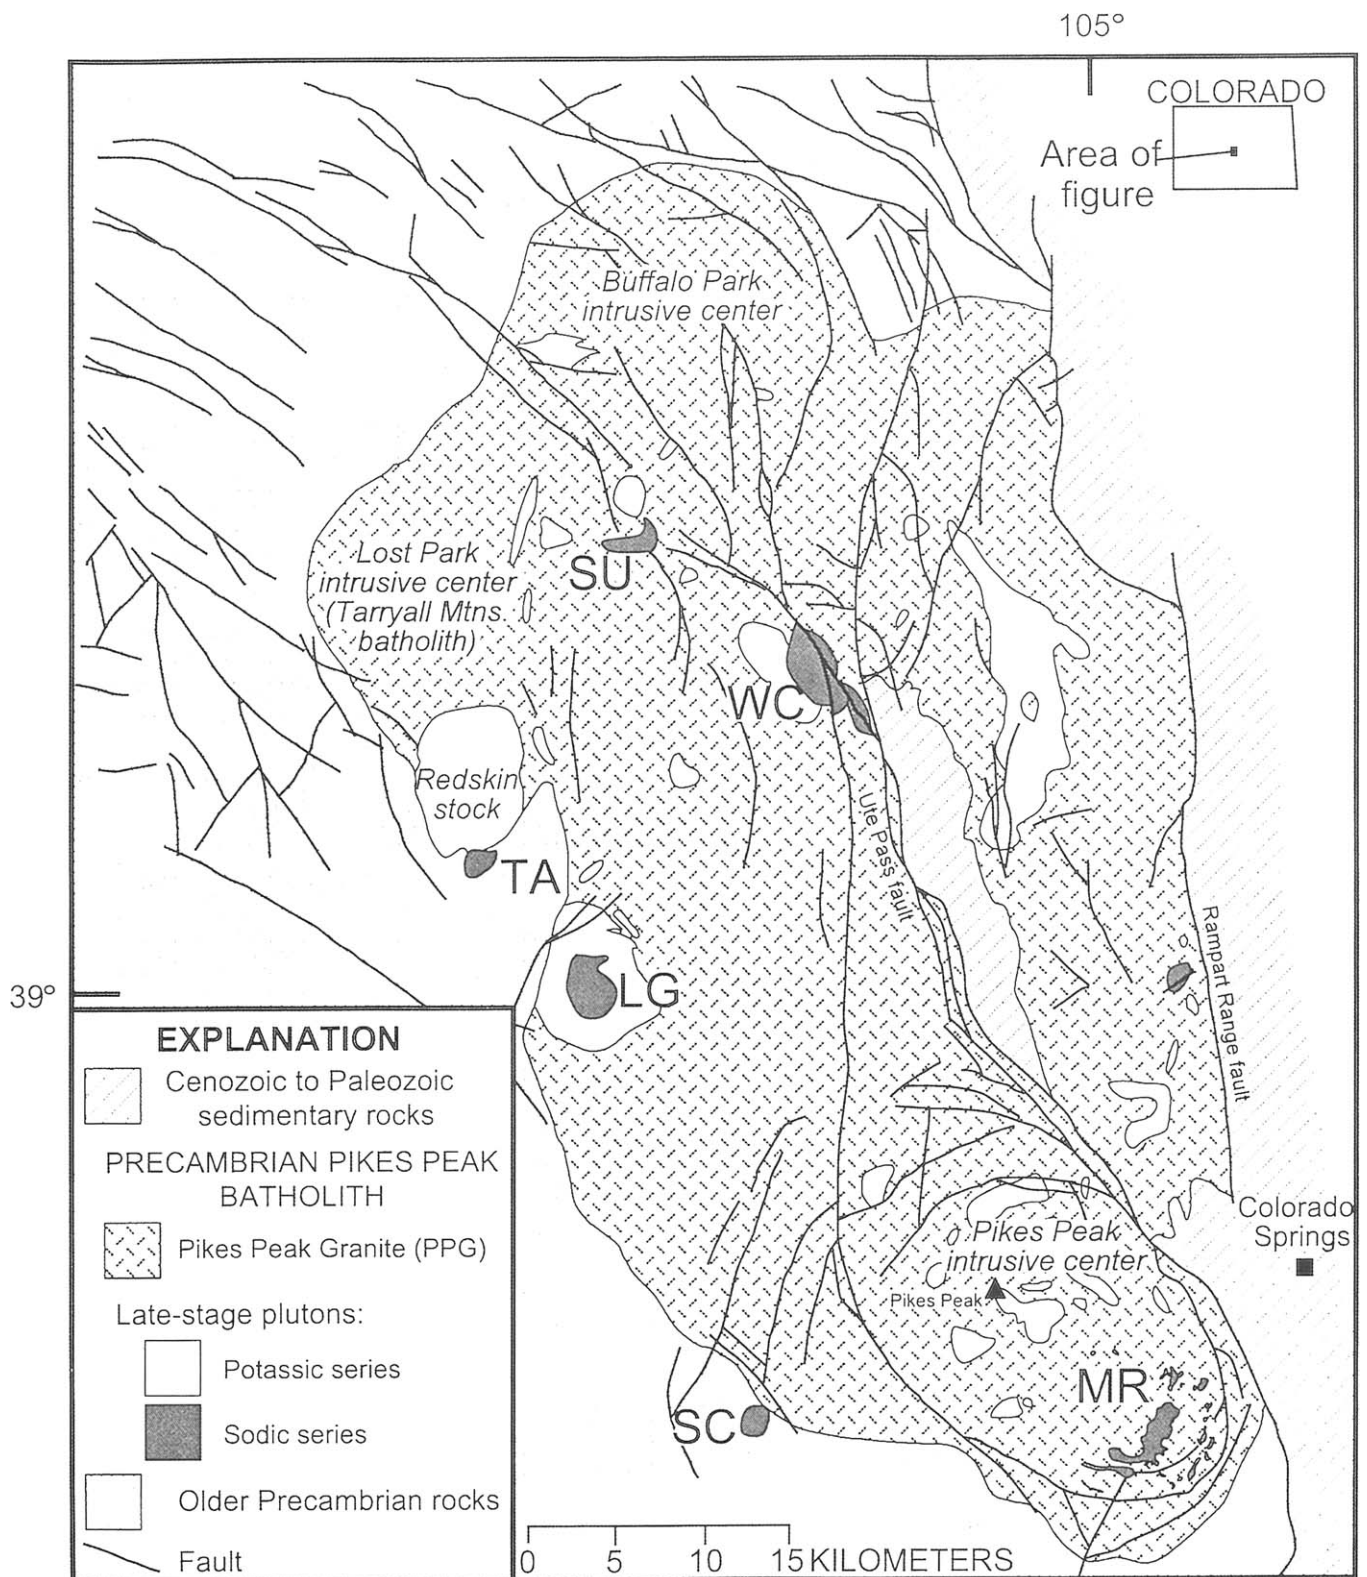 105°
COLORADO
Area of
figure
Buffalo Park
intrusive center
Lost Park
intrusive center
(Tarryall Mtns.
batholith)
SU
WC
Redskin
stock
TA
Ute Pass fault
LG
Rampart Range fault
39°
Colorado
Springs
Pikes Peak
intrusive center
Pikes Peak
MR
SC
EXPLANATION
Cenozoic to Paleozoic
sedimentary rocks
PRECAMBRIAN PIKES PEAK
BATHOLITH
Pikes Peak Granite (PPG)
Late-stage plutons:
Potassic series
Sodic series
Older Precambrian rocks
Fault
0 5 10 15 KILOMETERS